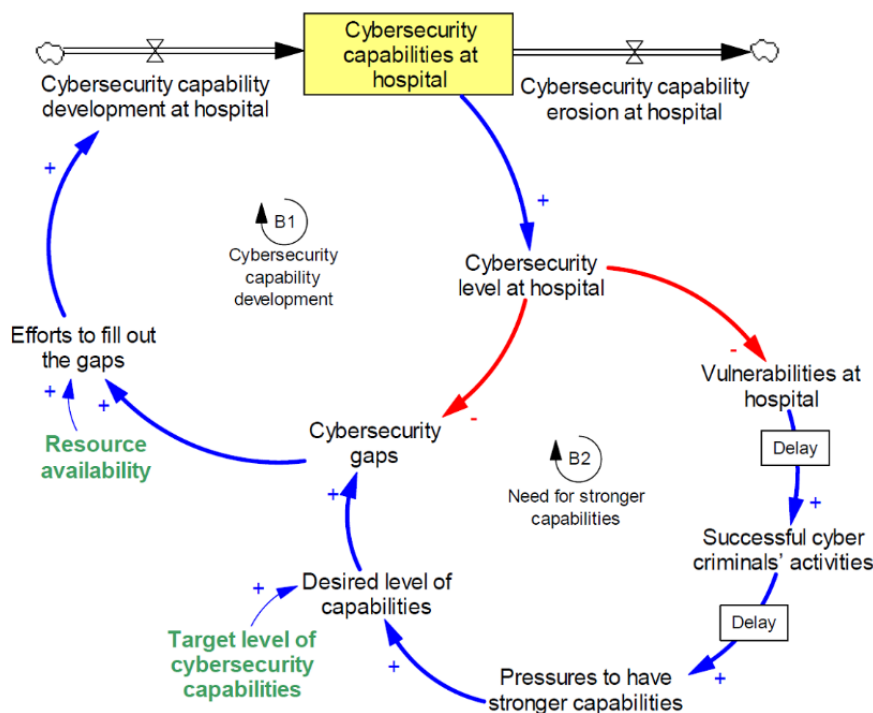 Cybersecurity
capabilities at
hospital
Cybersecurity capability
development at hospital
Cybersecurity capability
erosion at hospital
+
+
B1
Cybersecurity
capability
development
Cybersecurity
level at hospital
Efforts to fill out
the gaps
-
Vulnerabilities at
hospital
+
+
-
Resource
availability
Cybersecurity
gaps
Delay
B2
Need for stronger
capabilities
+
+
Successful cyber
criminals' activities
Desired level of
capabilities
+
Delay
Target level of
cybersecurity
capabilities
+
+
Pressures to have
stronger capabilities